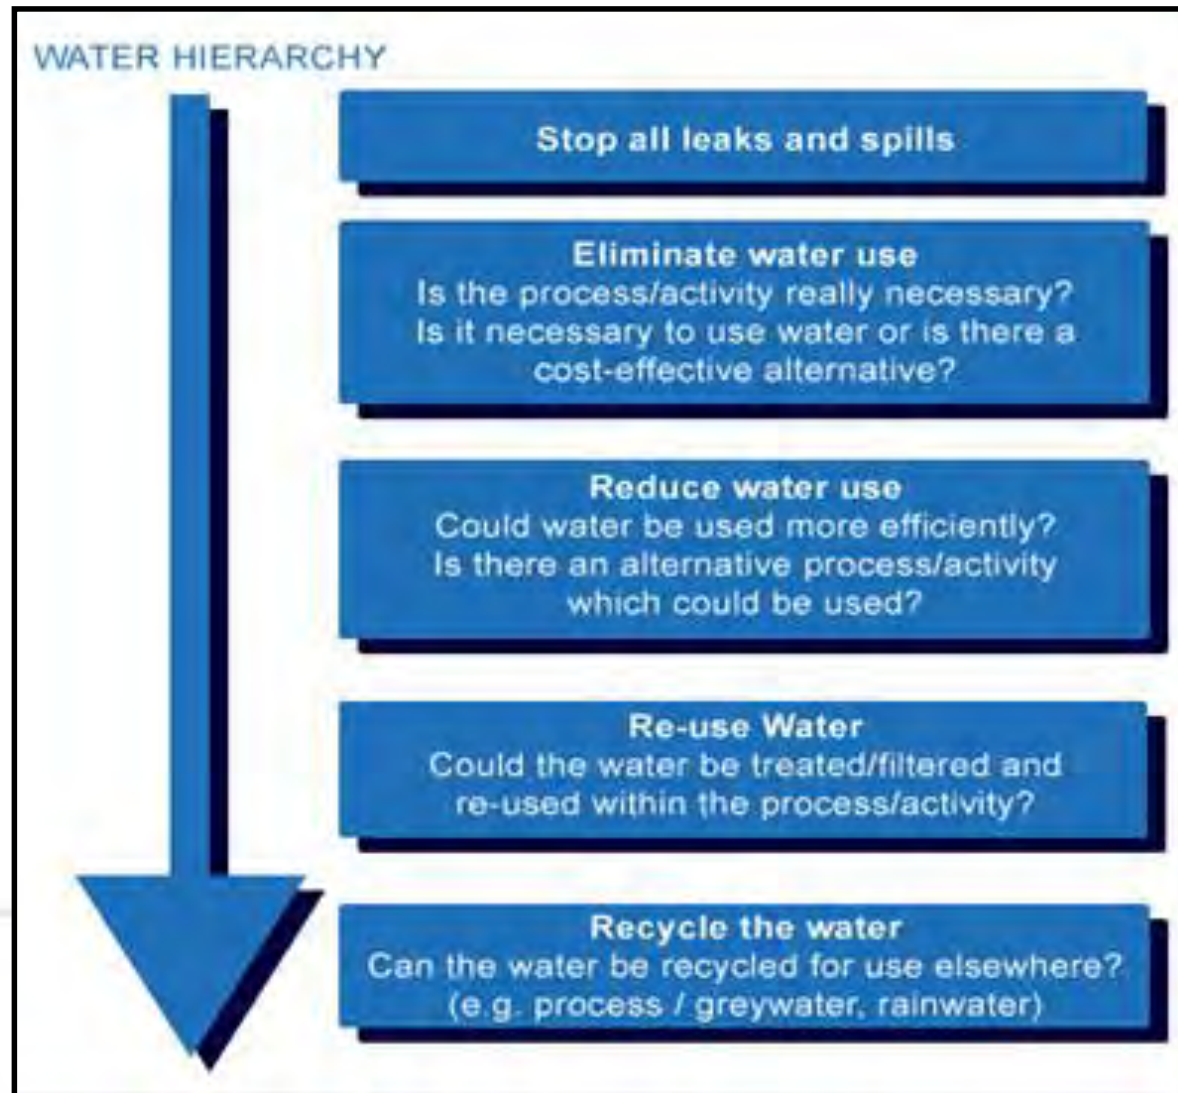 WATER HIERARCHY
Stop all leaks and spills
Eliminate water use
Is the process/activity really necessary?
Is it necessary to use water or is there a
cost-effective alternative?
Reduce water use
Could water be used more efficiently?
Is there an alternative process/activity
which could be used?
Re-use Water
Could the water be treated/filtered and
re-used within the process/activity?
Recycle the water
Can the water be recycled for use elsewhere?
(e.g. process / greywater, rainwater)